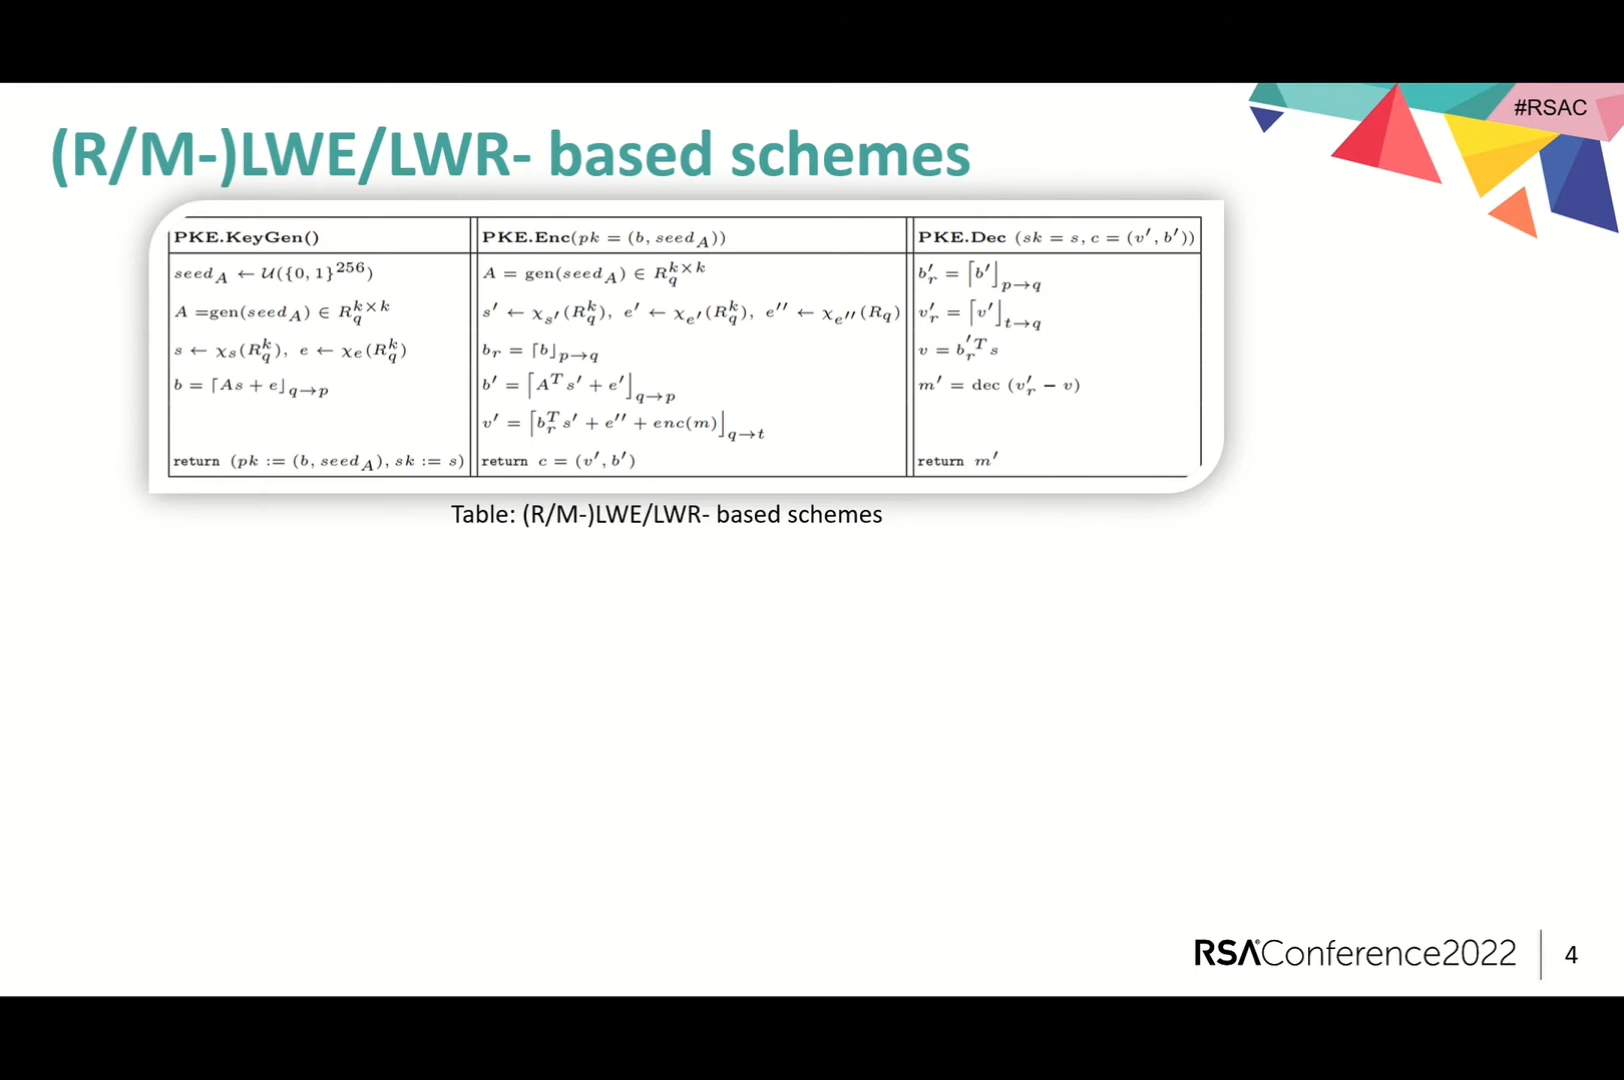 #RSAC
(R/M-)LWE/LWR- based schemes
PKE.KeyGen()
seed_A ← U({0, 1}^256)
A =gen(seed_A) ∈ R_q^{k×k}
s ← χ_s(R_q^k), e ← χ_e(R_q^k)
b = ⌈As + e⌋_{q→p}
return (pk := (b, seed_A), sk := s)
PKE.Enc(pk = (b, seed_A))
A = gen(seed_A) ∈ R_q^{k×k}
s′ ← χ_{s′}(R_q^k), e′ ← χ_{e′}(R_q^k), e″ ← χ_{e″}(R_q)
b_r = ⌈b⌋_{p→q}
b′ = ⌈A^T s′ + e′⌋_{q→p}
v′ = ⌈b_r^T s′ + e″ + enc(m)⌋_{q→t}
return c = (v′, b′)
PKE.Dec (sk = s, c = (v′, b′))
b′_r = ⌈b′⌋_{p→q}
v′_r = ⌈v′⌋_{t→q}
v = b_r′^T s
m′ = dec (v′_r − v)
return m′
Table: (R/M-)LWE/LWR- based schemes
RSAConference2022
4